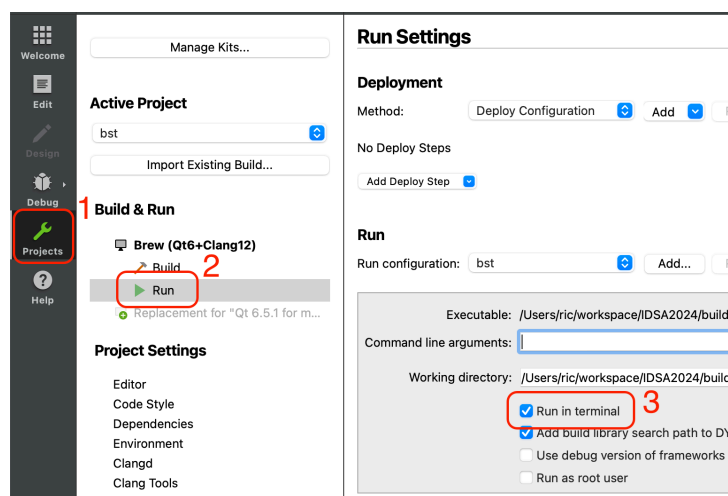 Welcome
Edit
Design
Debug
1
Projects
Help
Manage Kits...
Active Project
bst
Import Existing Build...
Build & Run
Brew (Qt6+Clang12)
Build
2
Run
Replacement for "Qt 6.5.1 for m...
Project Settings
Editor
Code Style
Dependencies
Environment
Clangd
Clang Tools
Run Settings
Deployment
Method: Deploy Configuration Add
No Deploy Steps
Add Deploy Step
Run
Run configuration: bst Add...
Executable: /Users/ric/workspace/IDSA2024/build
Command line arguments:
Working directory: /Users/ric/workspace/IDSA2024/build
Run in terminal 3
Add build library search path to DY
Use debug version of frameworks
Run as root user